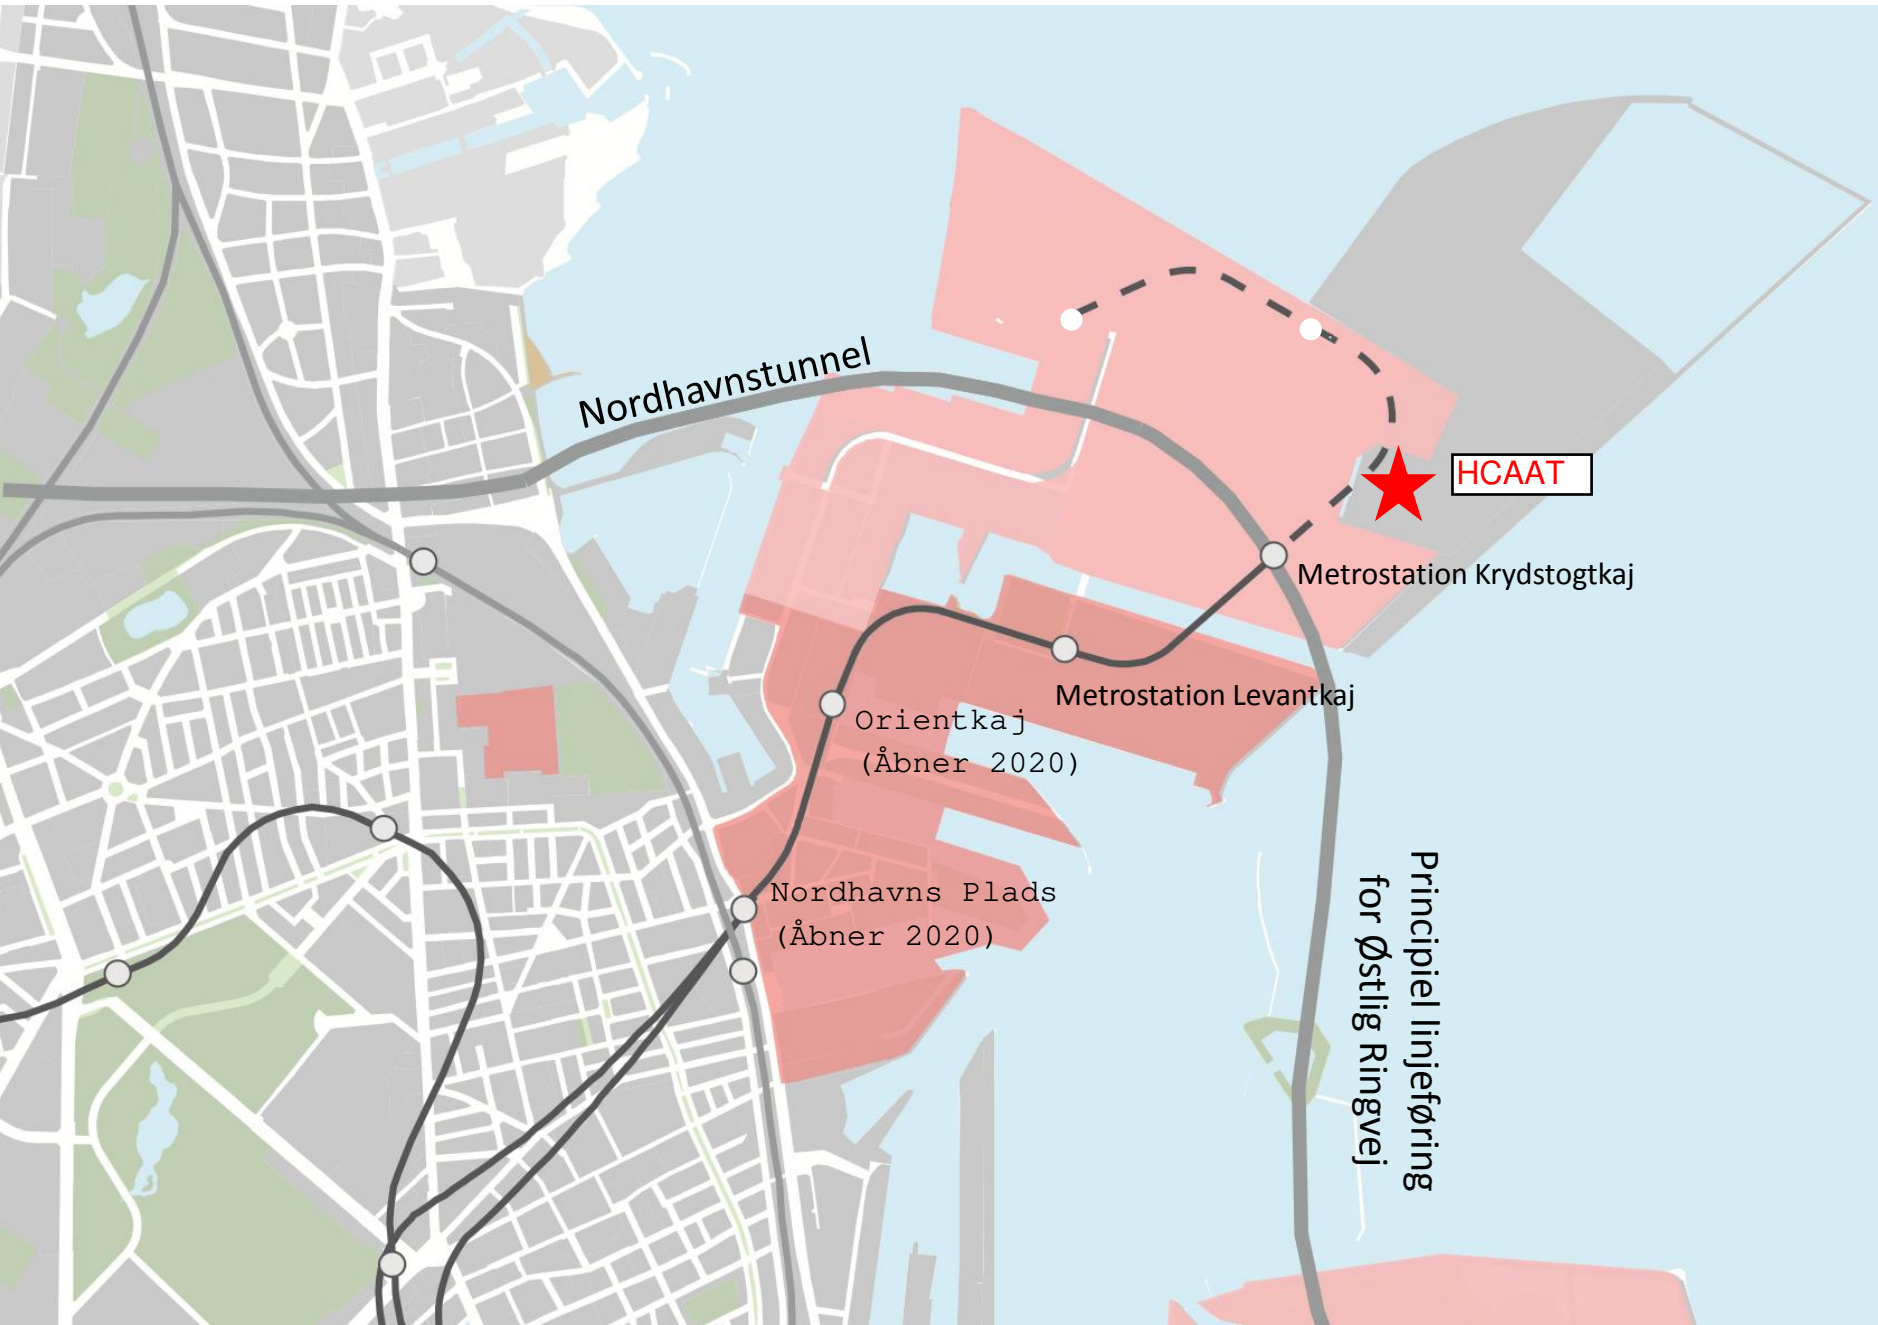 Nordhavnstunnel
HCAAT
Metrostation Krydstogtkaj
Metrostation Levantkaj
Orientkaj
(Åbner 2020)
Nordhavns Plads
(Åbner 2020)
Principiel linjeføring
for Østlig Ringvej